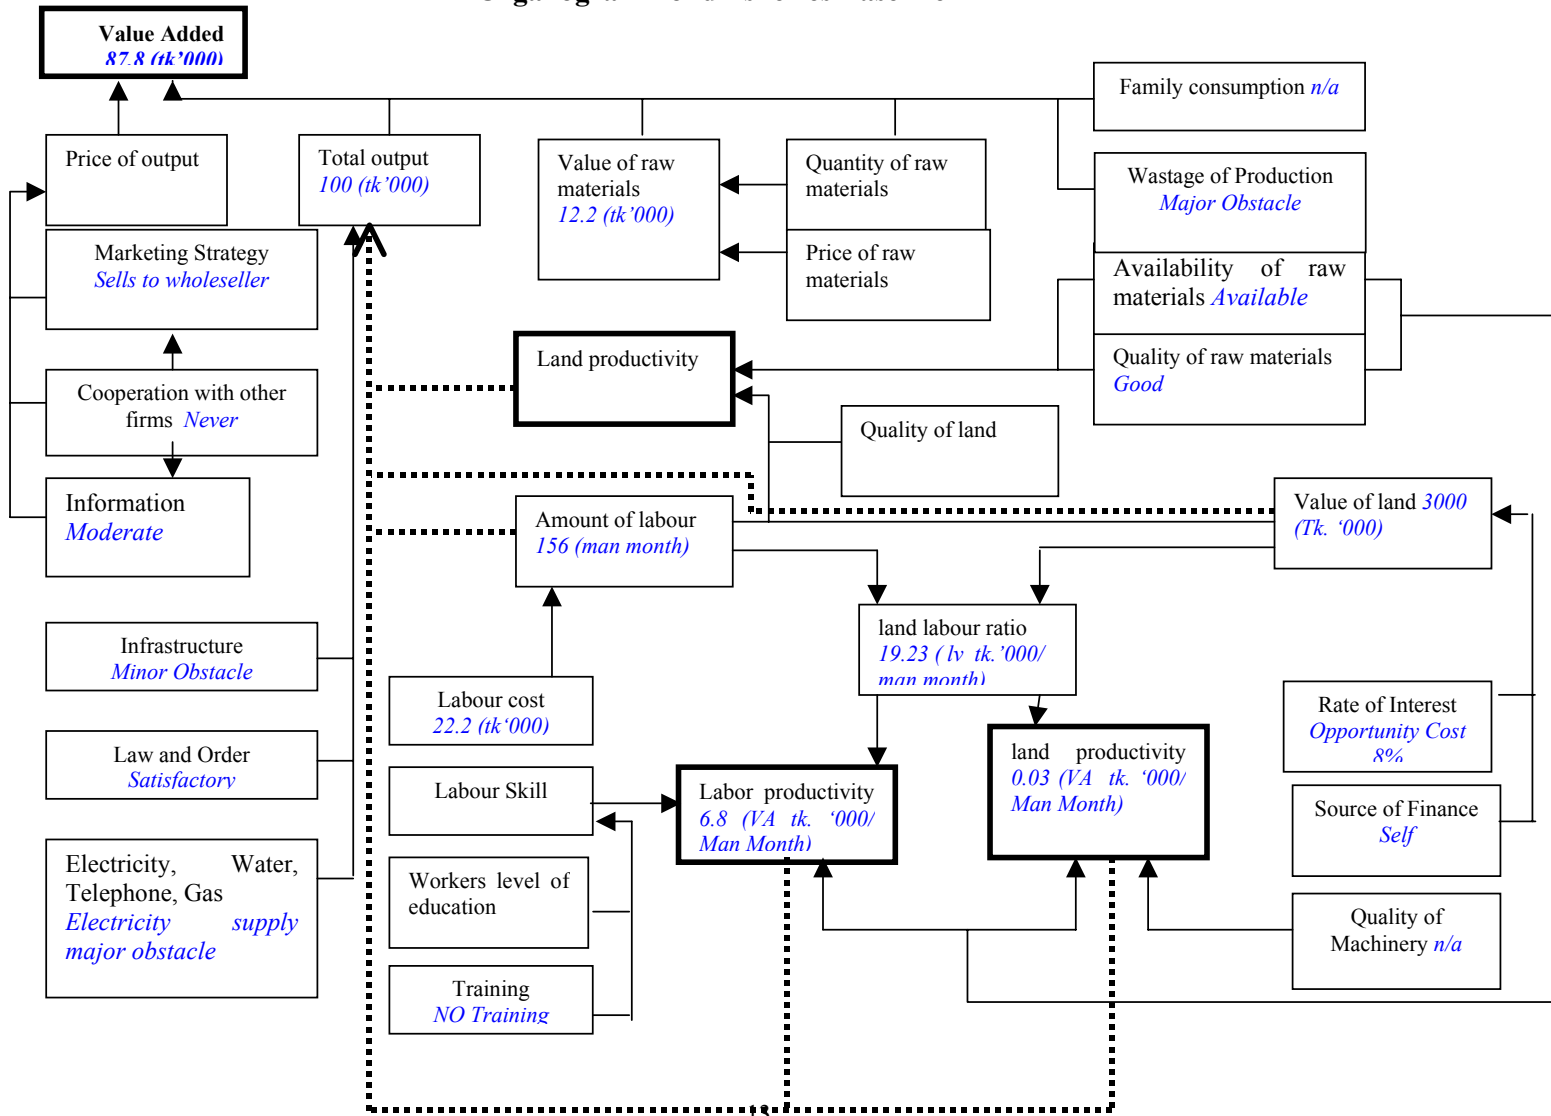 Value Added
87.8 (tk’000)
Family consumption n/a
Price of output
Total output
100 (tk’000)
Value of raw
materials
12.2 (tk’000)
Quantity of raw
materials
Wastage of Production
Major Obstacle
Marketing Strategy
Sells to wholeseller
Price of raw
materials
Availability of raw
materials Available
Land productivity
Quality of raw materials
Good
Cooperation with other
firms Never
Quality of land
Information
Moderate
Amount of labour
156 (man month)
Value of land 3000
(Tk. ‘000)
land labour ratio
19.23 ( lv tk.’000/
man month)
Infrastructure
Minor Obstacle
Labour cost
22.2 (tk‘000)
Rate of Interest
Opportunity Cost
8%
Law and Order
Satisfactory
Labour Skill
Labor productivity
6.8 (VA tk. ‘000/
Man Month)
land productivity
0.03 (VA tk. ‘000/
Man Month)
Source of Finance
Self
Electricity, Water,
Telephone, Gas
Electricity supply
major obstacle
Workers level of
education
Quality of
Machinery n/a
Training
NO Training
13